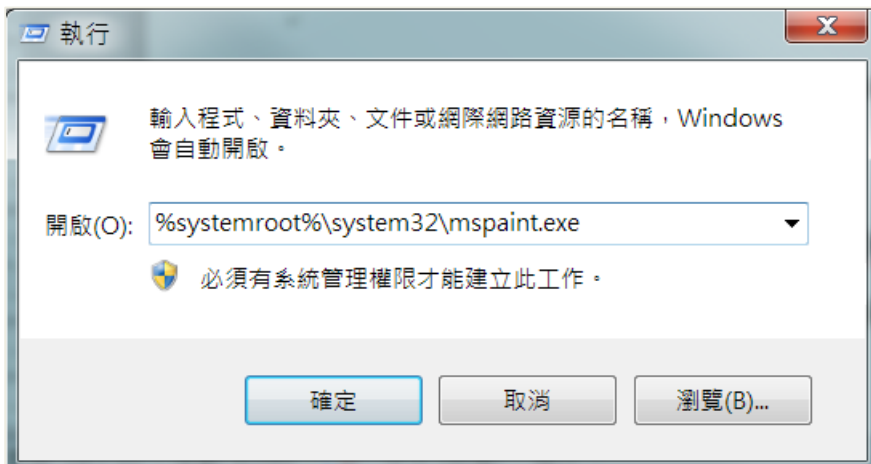 執行
輸入程式、資料夾、文件或網際網路資源的名稱，Windows
會自動開啟。
開啟(O): %systemroot%\system32\mspaint.exe
必須有系統管理權限才能建立此工作。
確定 取消 瀏覽(B)...